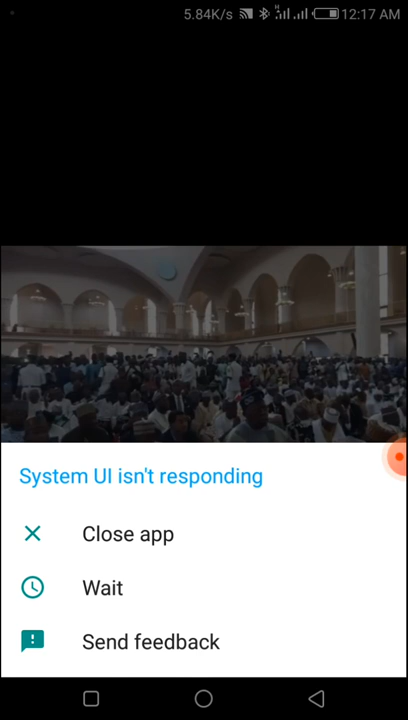 5.84K/s H 12:17 AM
System UI isn't responding
Close app
Wait
Send feedback